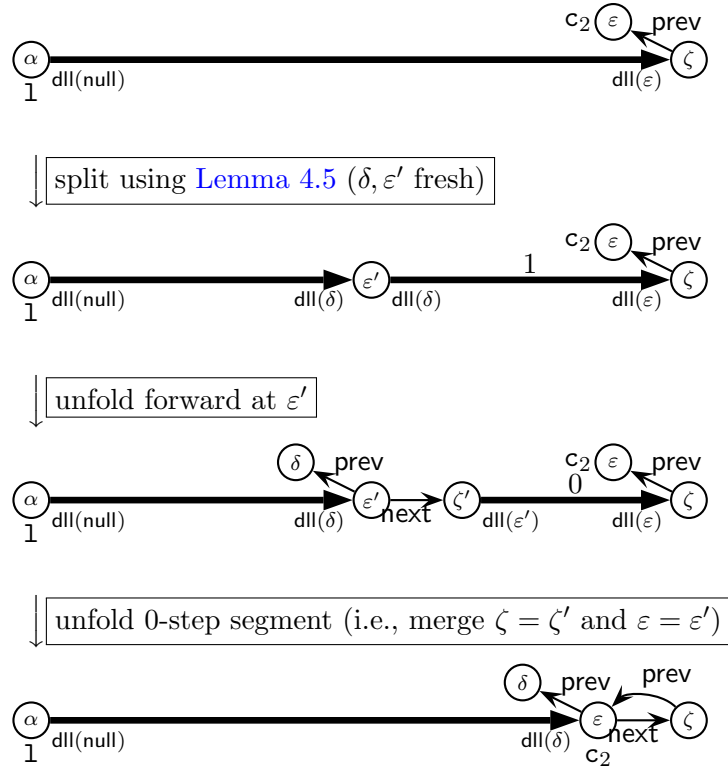 c₂ ε prev
α ζ
l dll(null) dll(ε)
split using Lemma 4.5 (δ, ε′ fresh)
c₂ ε prev
1
α ε′ ζ
l dll(null) dll(δ) dll(δ) dll(ε)
unfold forward at ε′
δ prev c₂ ε prev
0
α ε′ next ζ′ ζ
l dll(null) dll(δ) dll(ε′) dll(ε)
unfold 0-step segment (i.e., merge ζ = ζ′ and ε = ε′)
δ prev prev
α ε next ζ
l dll(null) dll(δ) c₂